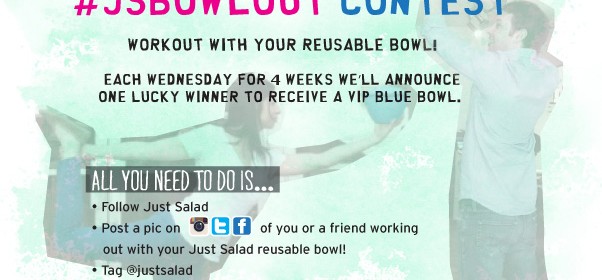 #JSBOWLOUT CONTEST
WORKOUT WITH YOUR REUSABLE BOWL!
EACH WEDNESDAY FOR 4 WEEKS WE'LL ANNOUNCE
ONE LUCKY WINNER TO RECEIVE A VIP BLUE BOWL.
ALL YOU NEED TO DO IS...
• Follow Just Salad
• Post a pic on of you or a friend working
out with your Just Salad reusable bowl!
• Tag @justsalad